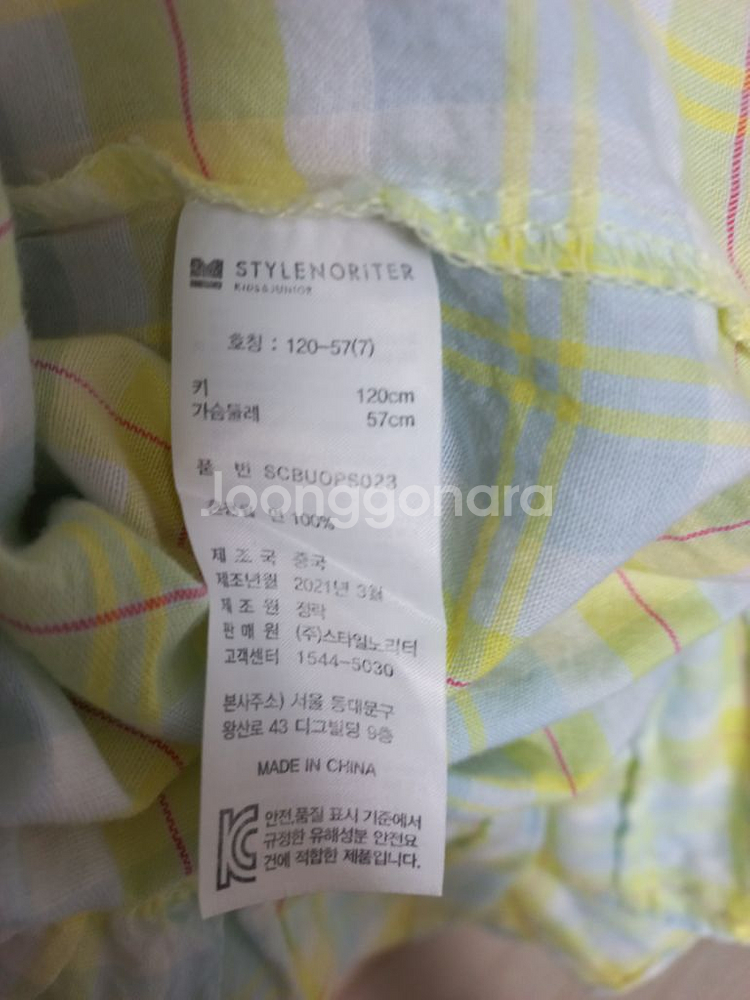 STYLENORITER
KIDS&JUNIOR
호칭 : 120-57(7)
키 120cm
가슴둘레 57cm
품 번 SCBUOPS023
Joonggonara
면 100%
제 조 국 중국
제조년월 2021년 3월
제 조 원 정락
판 매 원 (주)스타일노리터
고객센터 1544-5030
본사주소) 서울 동대문구
왕산로 43 디그빌딩 9층
MADE IN CHINA
안전,품질 표시 기준에서
규정한 유해성분 안전요
건에 적합한 제품입니다.